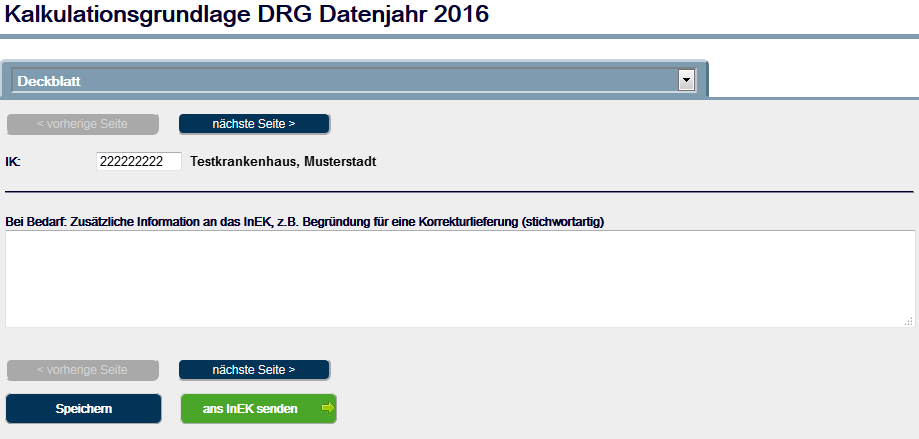 Kalkulationsgrundlage DRG Datenjahr 2016
Deckblatt
< vorherige Seite nächste Seite >
IK: 222222222 Testkrankenhaus, Musterstadt
Bei Bedarf: Zusätzliche Information an das InEK, z.B. Begründung für eine Korrekturlieferung (stichwortartig)
< vorherige Seite nächste Seite >
Speichern ans InEK senden